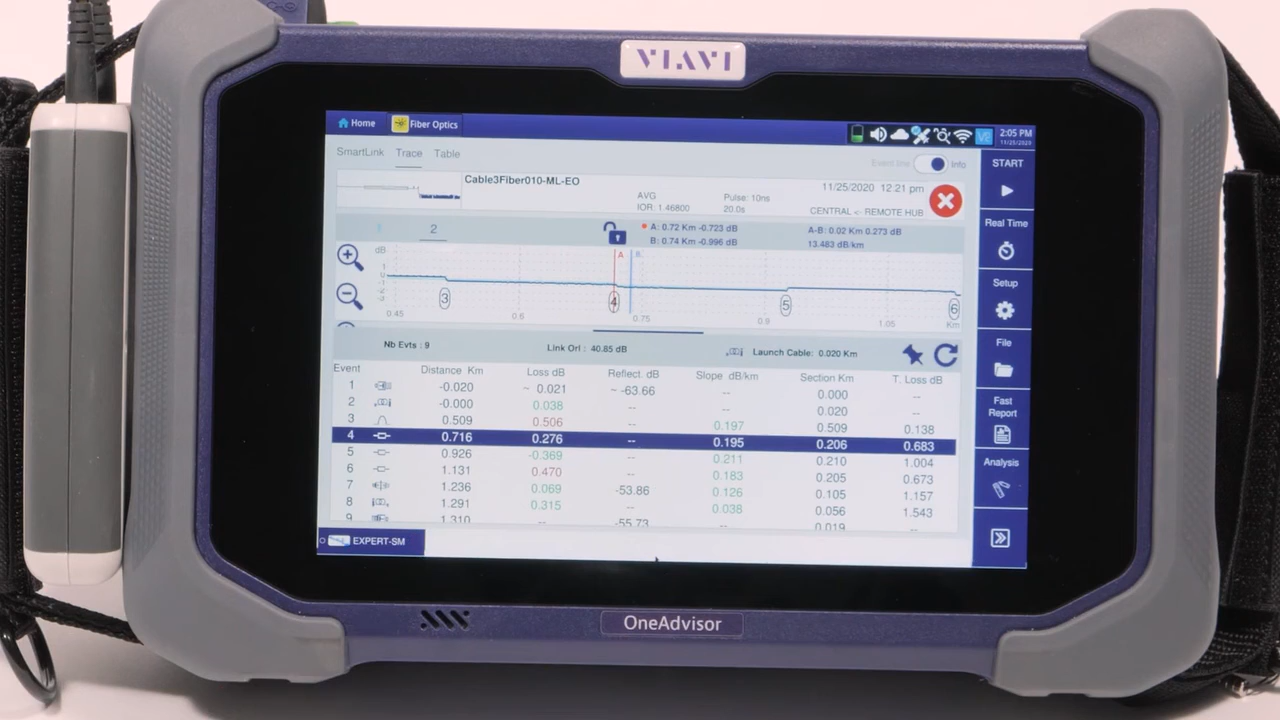 VIAVI
Home Fiber Optics
2:05 PM
11/25/2020
SmartLink Trace Table
Event line Info
START
Cable3Fiber010-ML-EO
11/25/2020 12.21 pm
AVG Pulse: 10ns
IOR: 1.46800 20.0s
CENTRAL <- REMOTE HUB
Real Time
2
A: 0.72 Km -0.723 dB A-B: 0.02 Km 0.273 dB
B: 0.74 Km -0.996 dB 13.483 dB/km
dB
A B
3 4 5 6
0.45 0.6 0.75 0.9 1.05 Km
Setup
File
Nb Evts : 9 Link Orl : 40.85 dB Launch Cable: 0.020 Km
Event Distance Km Loss dB Reflect. dB Slope dB/km Section Km T. Loss dB
1 -0.020 ~ 0.021 ~ -63.66 -- 0.000 --
2 -0.000 0.038 -- -- 0.020 --
3 0.509 0.506 -- 0.197 0.509 0.138
4 0.716 0.276 -- 0.195 0.206 0.683
5 0.926 -0.369 -- 0.211 0.210 1.004
6 1.131 0.470 -- 0.183 0.205 0.673
7 1.236 0.069 -53.86 0.126 0.105 1.157
8 1.291 0.315 -- 0.038 0.056 1.543
9 1.310 -- -55.73 -- 0.019 --
Fast
Report
Analysis
EXPERT-SM
OneAdvisor